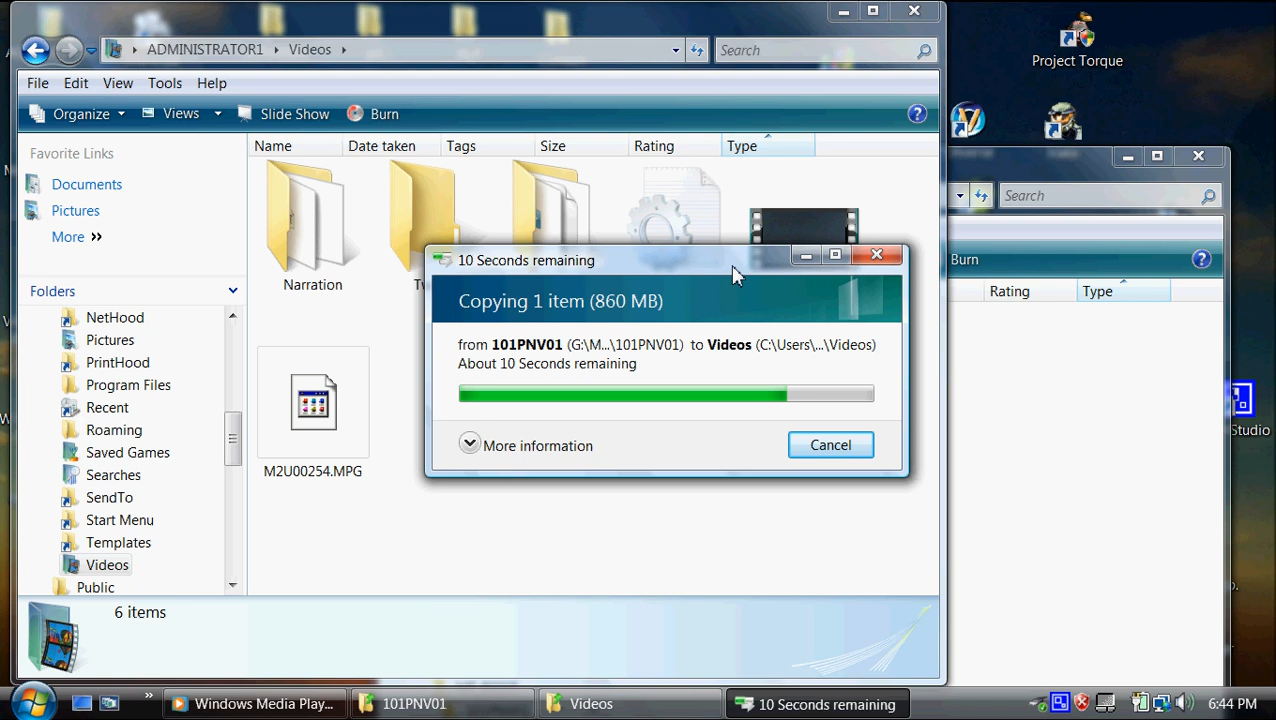 ADMINISTRATOR1 Videos
Search
File Edit View Tools Help
Organize Views Slide Show Burn
Favorite Links
Documents
Pictures
More
Folders
NetHood
Pictures
PrintHood
Program Files
Recent
Roaming
Saved Games
Searches
SendTo
Start Menu
Templates
Videos
Public
Name Date taken Tags Size Rating Type
Narration
M2U00254.MPG
6 items
10 Seconds remaining
Copying 1 item (860 MB)
from 101PNV01 (G:\M...\101PNV01) to Videos (C:\Users\...\Videos)
About 10 Seconds remaining
More information
Cancel
Project Torque
Search
Burn
Rating Type
Studio
Windows Media Play... 101PNV01 Videos 10 Seconds remaining 6:44 PM